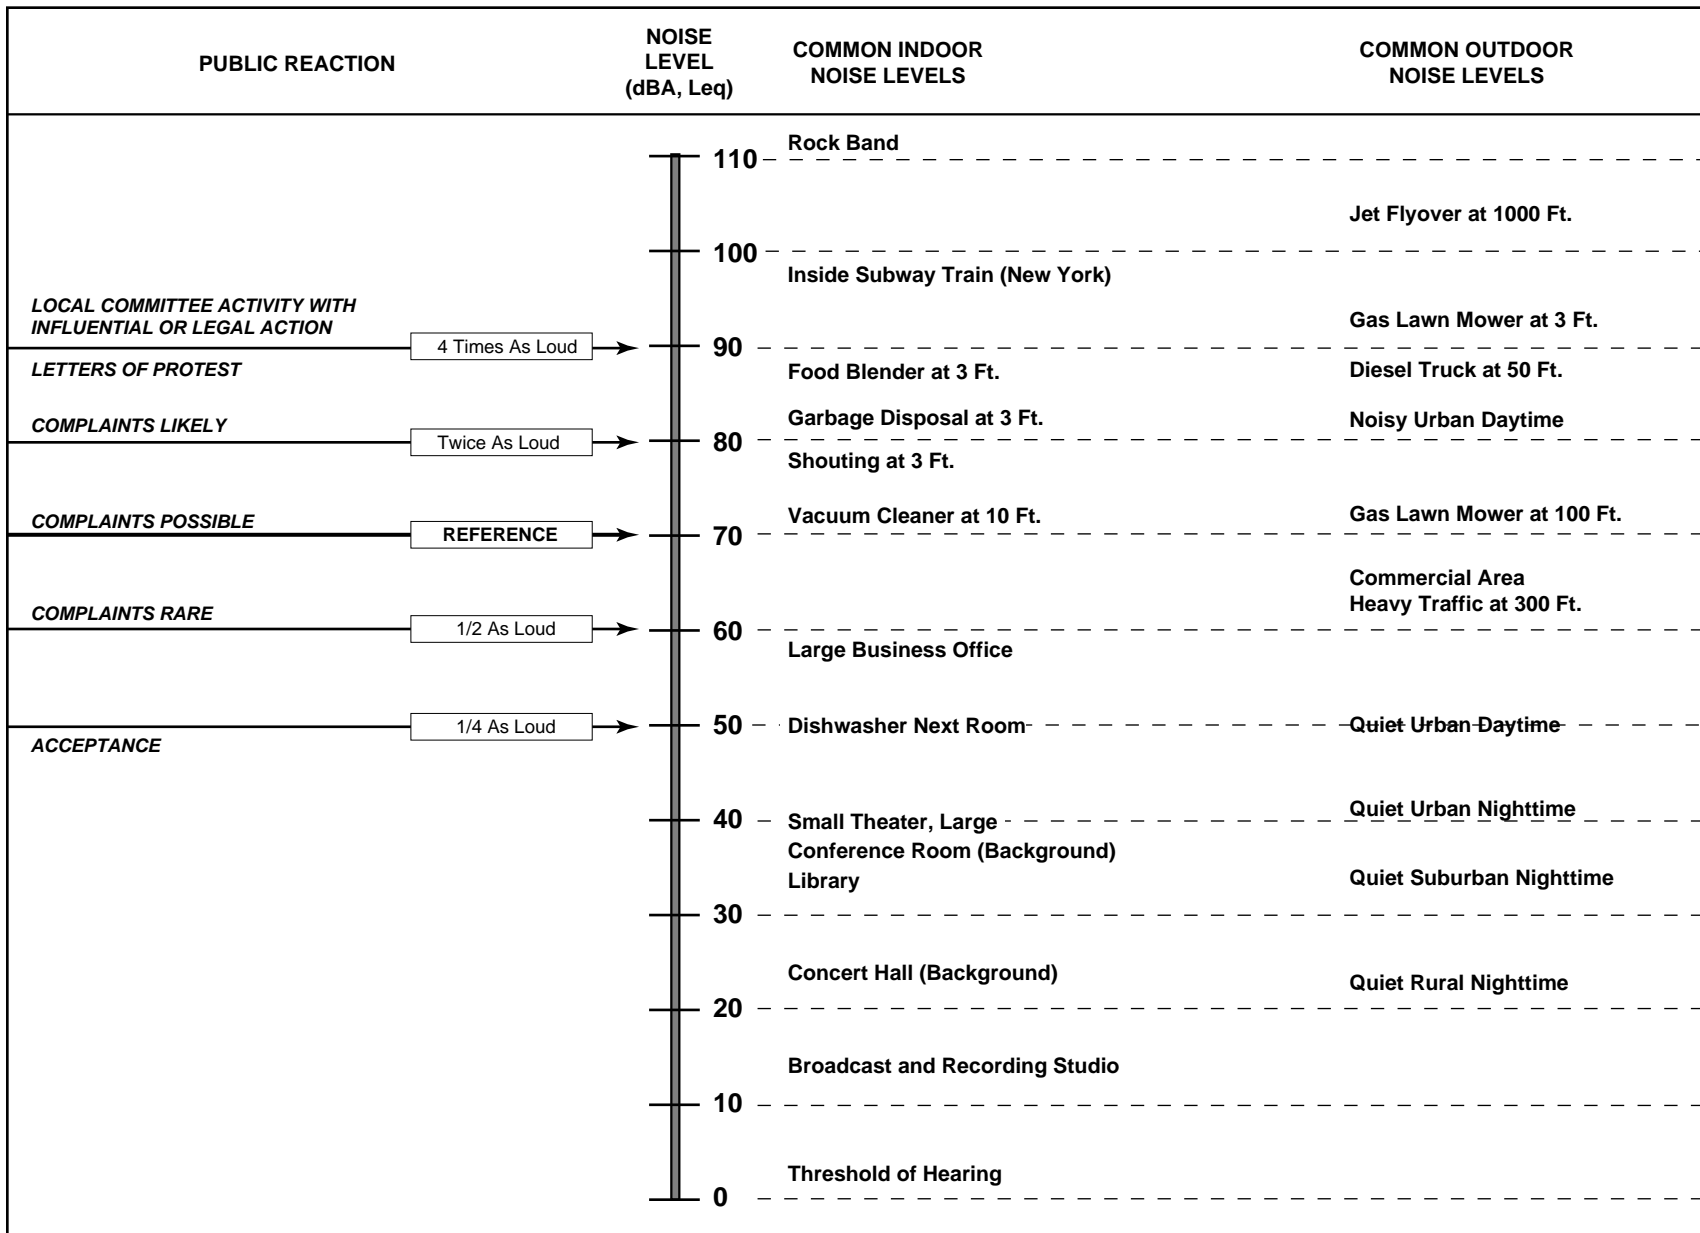 PUBLIC REACTION
NOISE
LEVEL
(dBA, Leq)
COMMON INDOOR
NOISE LEVELS
COMMON OUTDOOR
NOISE LEVELS
Rock Band
110
Jet Flyover at 1000 Ft.
100
Inside Subway Train (New York)
LOCAL COMMITTEE ACTIVITY WITH
INFLUENTIAL OR LEGAL ACTION
Gas Lawn Mower at 3 Ft.
4 Times As Loud
90
LETTERS OF PROTEST
Food Blender at 3 Ft.
Diesel Truck at 50 Ft.
COMPLAINTS LIKELY
Garbage Disposal at 3 Ft.
Noisy Urban Daytime
Twice As Loud
80
Shouting at 3 Ft.
COMPLAINTS POSSIBLE
Vacuum Cleaner at 10 Ft.
Gas Lawn Mower at 100 Ft.
REFERENCE
70
Commercial Area
Heavy Traffic at 300 Ft.
COMPLAINTS RARE
1/2 As Loud
60
Large Business Office
1/4 As Loud
50
Dishwasher Next Room
Quiet Urban Daytime
ACCEPTANCE
Quiet Urban Nighttime
40
Small Theater, Large
Conference Room (Background)
Library
Quiet Suburban Nighttime
30
Concert Hall (Background)
Quiet Rural Nighttime
20
Broadcast and Recording Studio
10
Threshold of Hearing
0